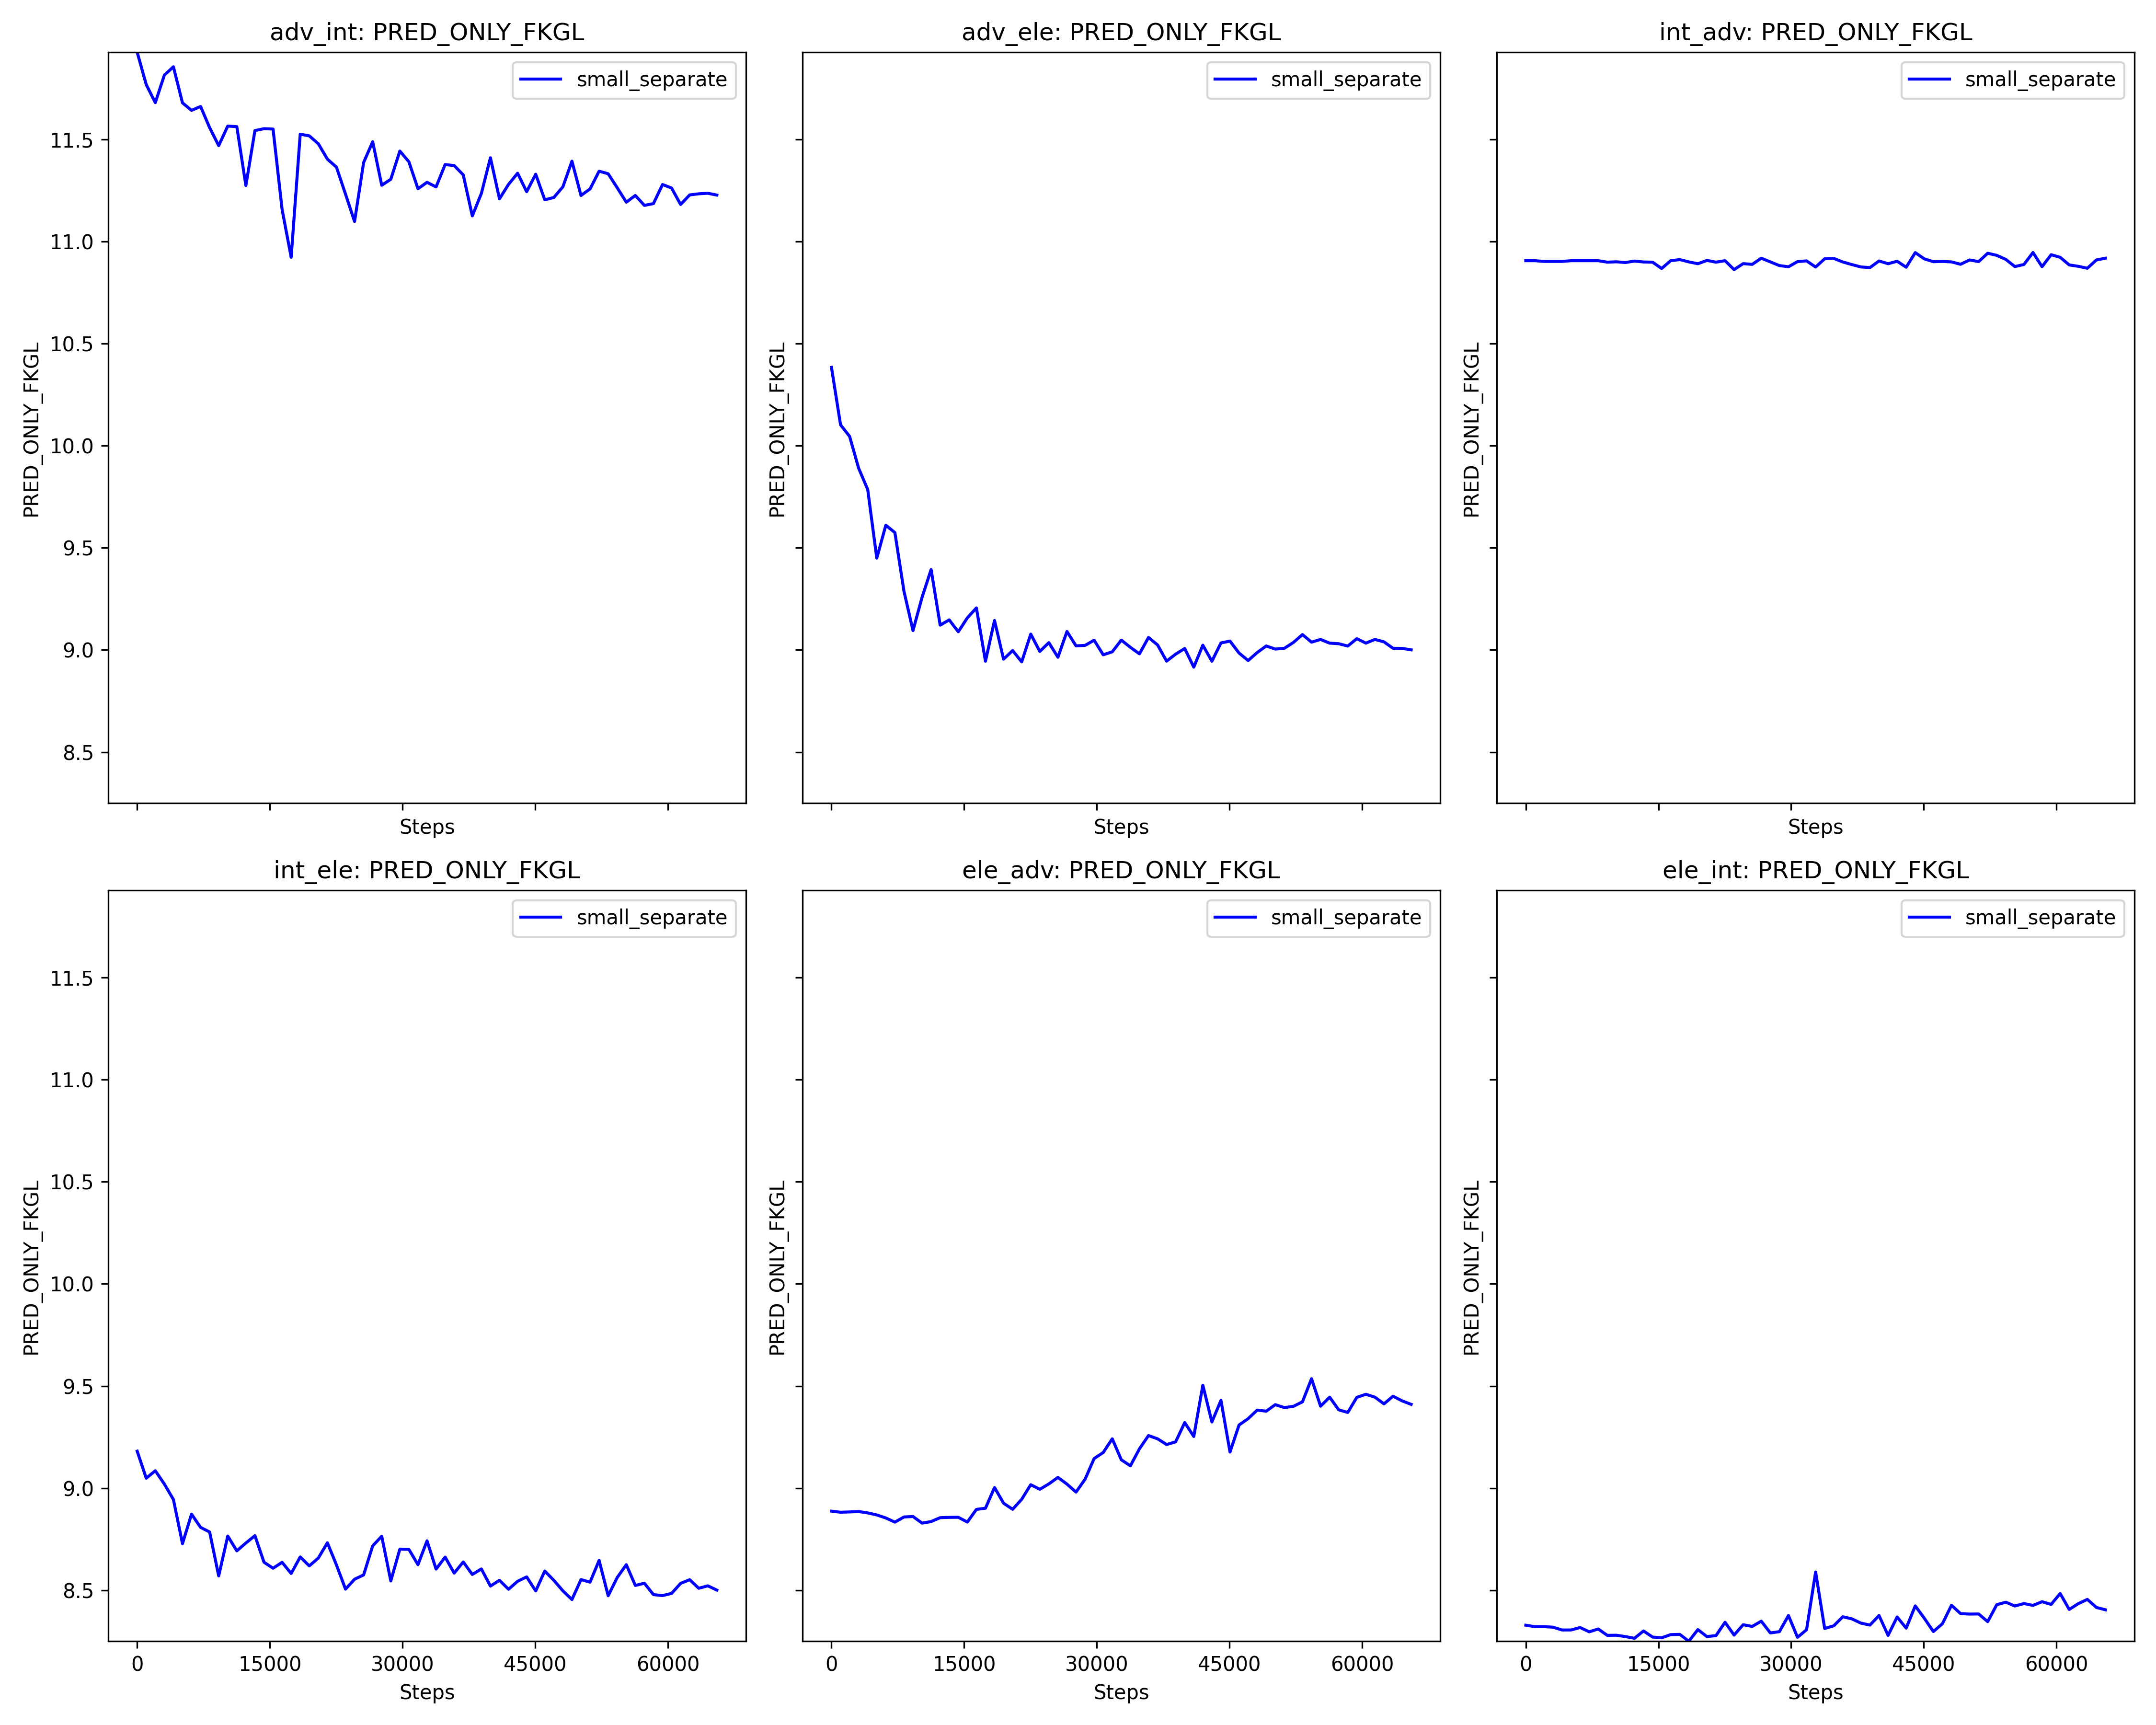 adv_int: PRED_ONLY_FKGL
adv_ele: PRED_ONLY_FKGL
int_adv: PRED_ONLY_FKGL
small_separate
small_separate
small_separate
11.5
11.0
10.5
10.0
9.5
9.0
8.5
PRED_ONLY_FKGL
PRED_ONLY_FKGL
PRED_ONLY_FKGL
Steps
Steps
Steps
int_ele: PRED_ONLY_FKGL
ele_adv: PRED_ONLY_FKGL
ele_int: PRED_ONLY_FKGL
small_separate
small_separate
small_separate
11.5
11.0
10.5
10.0
9.5
9.0
8.5
PRED_ONLY_FKGL
PRED_ONLY_FKGL
PRED_ONLY_FKGL
0 15000 30000 45000 60000
0 15000 30000 45000 60000
0 15000 30000 45000 60000
Steps
Steps
Steps